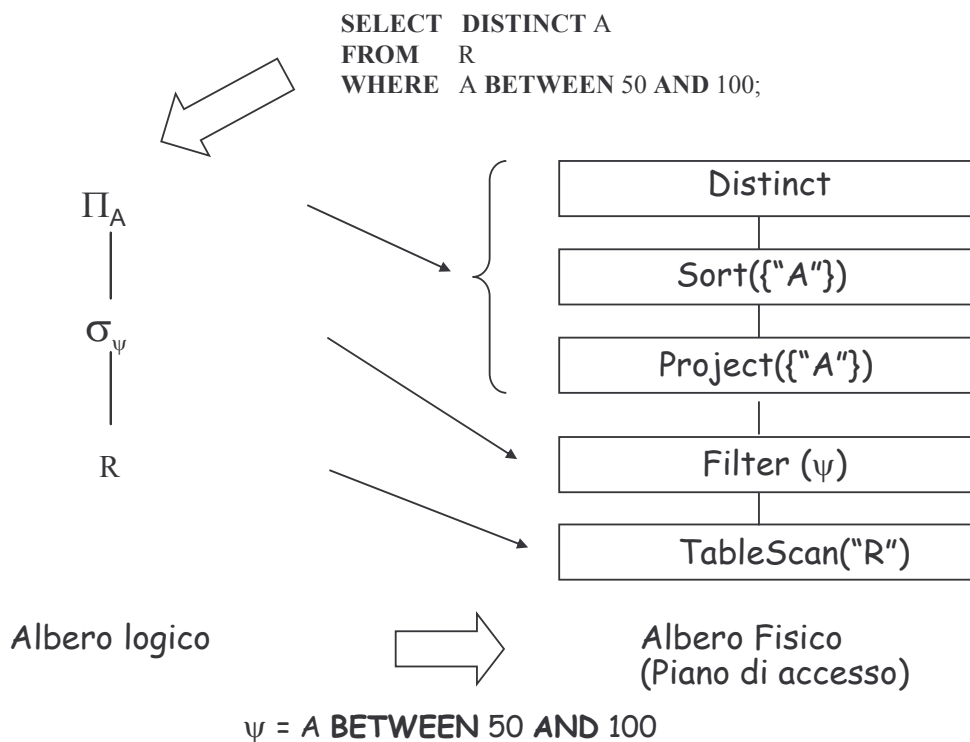 SELECT DISTINCT A
FROM R
WHERE A BETWEEN 50 AND 100;
Π_A
σ_ψ
R
Distinct
Sort({“A”})
Project({“A”})
Filter (ψ)
TableScan(“R”)
Albero logico
Albero Fisico
(Piano di accesso)
ψ = A BETWEEN 50 AND 100